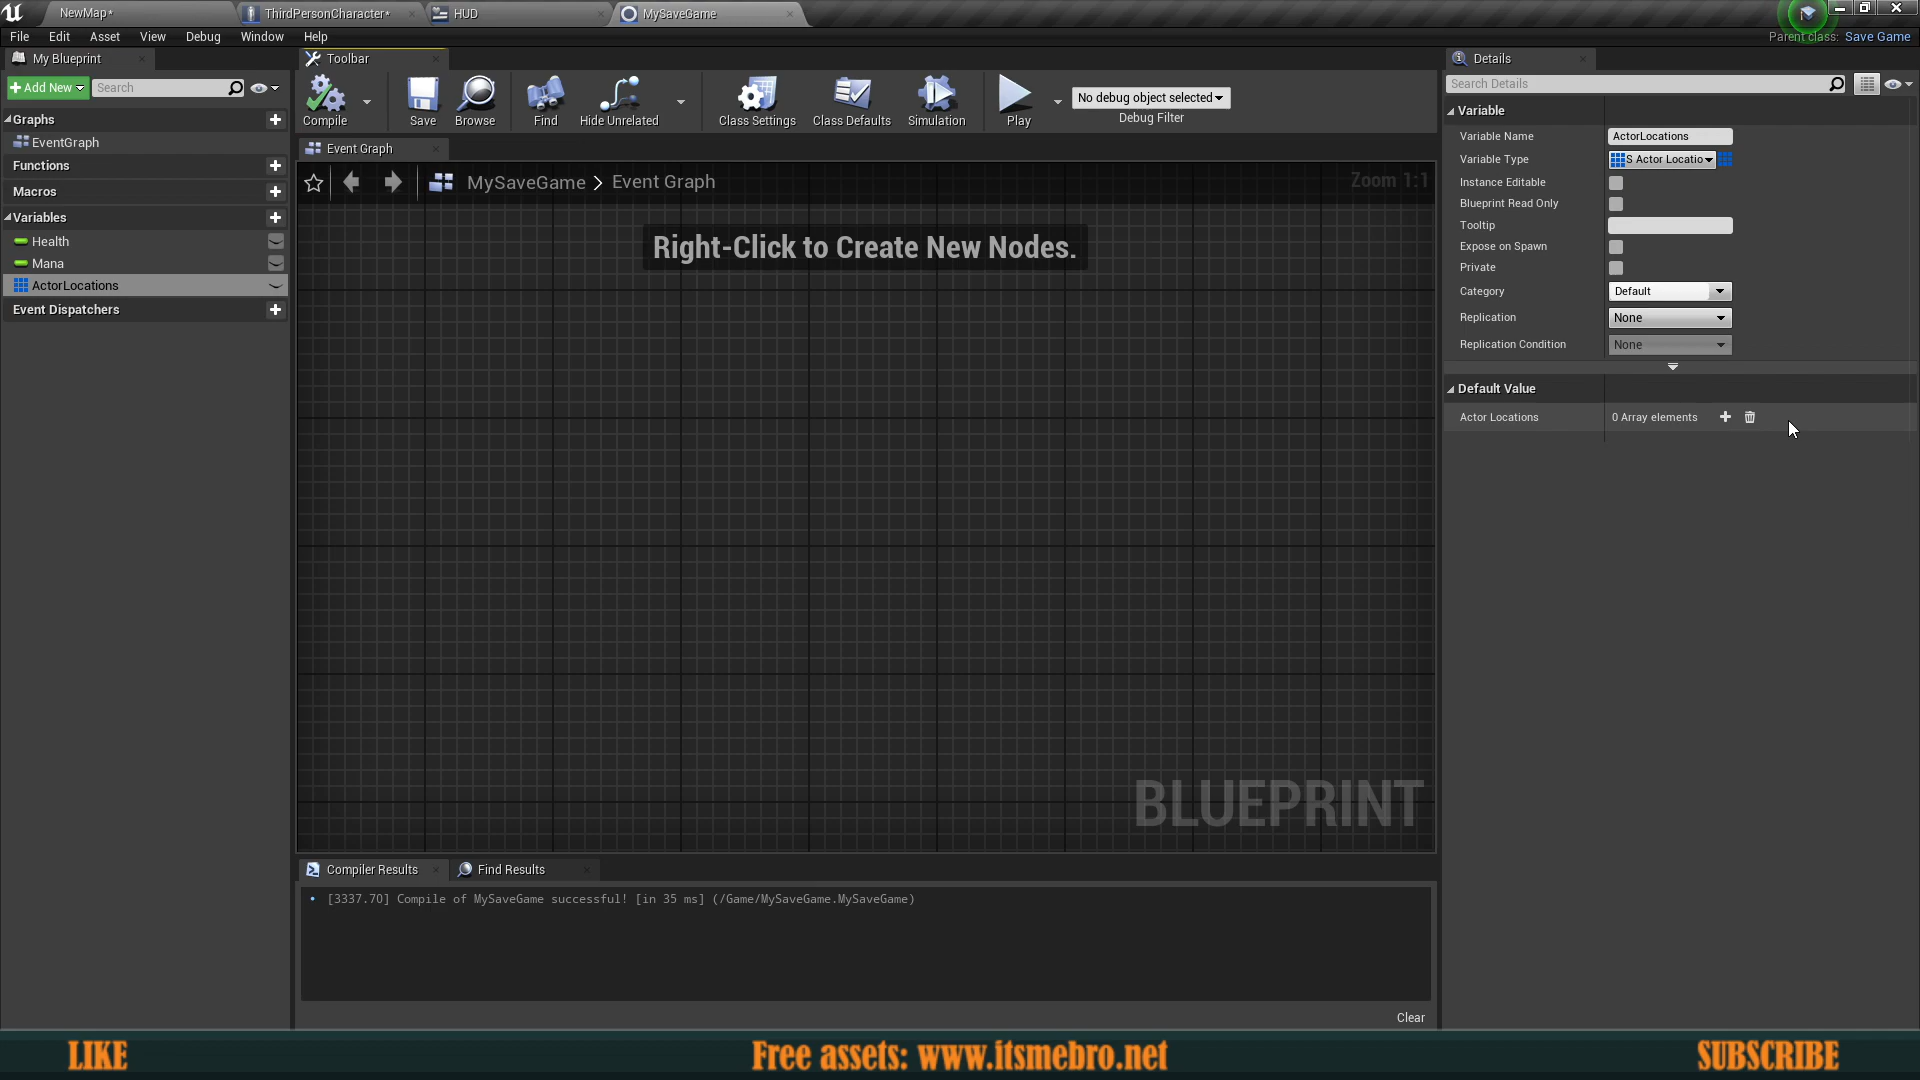 NewMap*
ThirdPersonCharacter*
HUD
MySaveGame
File Edit Asset View Debug Window Help
Parent class: Save Game
My Blueprint
Add New
Search
Graphs
EventGraph
Functions
Macros
Variables
Health
Mana
ActorLocations
Event Dispatchers
Toolbar
Compile
Save
Browse
Find
Hide Unrelated
Class Settings
Class Defaults
Simulation
Play
No debug object selected
Debug Filter
Event Graph
MySaveGame > Event Graph
Zoom 1:1
Right-Click to Create New Nodes.
BLUEPRINT
Compiler Results
Find Results
[3337.70] Compile of MySaveGame successful! [in 35 ms] (/Game/MySaveGame.MySaveGame)
Clear
Details
Search Details
Variable
Variable Name ActorLocations
Variable Type S Actor Locatio
Instance Editable
Blueprint Read Only
Tooltip
Expose on Spawn
Private
Category Default
Replication None
Replication Condition None
Default Value
Actor Locations 0 Array elements
LIKE
Free assets: www.itsmebro.net
SUBSCRIBE